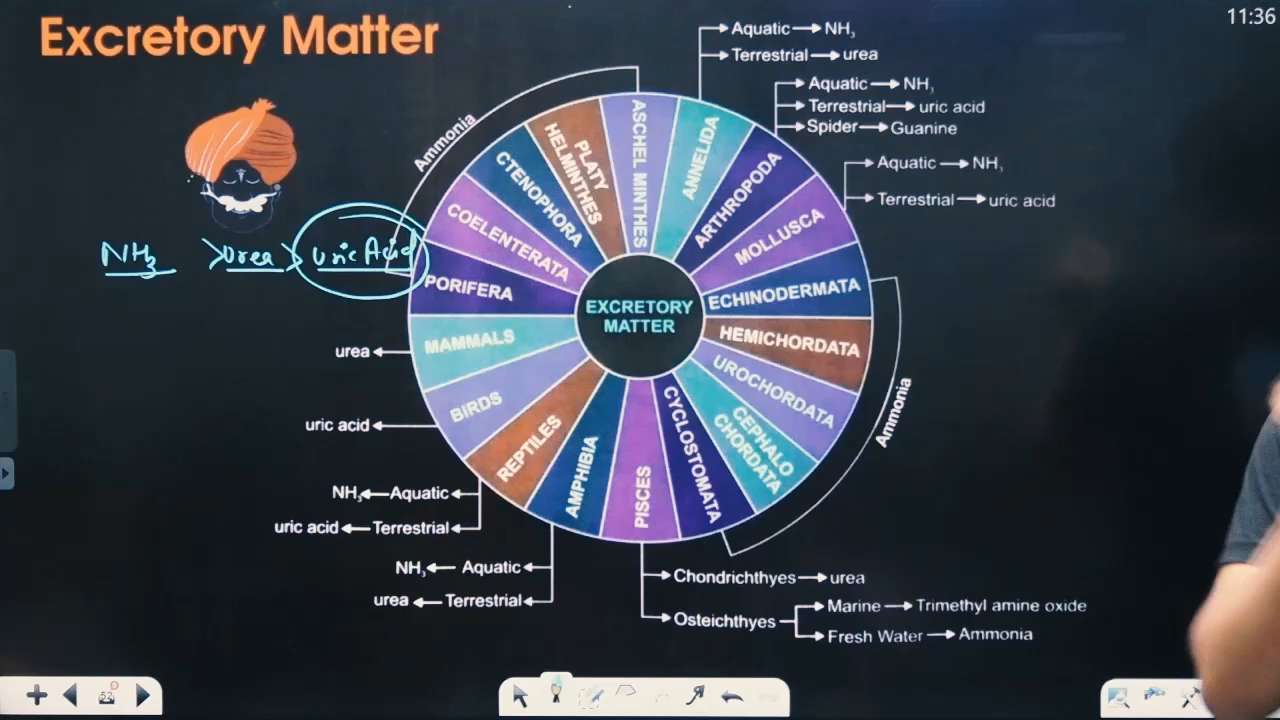 Excretory Matter
11:36
Aquatic → NH₃
Terrestrial → urea
Aquatic → NH₃
Terrestrial → uric acid
Spider → Guanine
Aquatic → NH₃
Terrestrial → uric acid
Ammonia
NH₃ > Urea > Uric Acid
EXCRETORY
MATTER
ASCHEL MINTHES
ANNELIDA
ARTHROPODA
MOLLUSCA
ECHINODERMATA
HEMICHORDATA
UROCHORDATA
CEPHALO
CHORDATA
CYCLOSTOMATA
PISCES
AMPHIBIA
REPTILES
BIRDS
MAMMALS
PORIFERA
COELENTERATA
CTENOPHORA
PLATY
HELMINTHES
Ammonia
urea ← 
uric acid ← 
NH₃ ← Aquatic ← 
uric acid ← Terrestrial ← 
NH₃ ← Aquatic ← 
urea ← Terrestrial ← 
Chondrichthyes → urea
Osteichthyes
Marine → Trimethyl amine oxide
Fresh Water → Ammonia
52